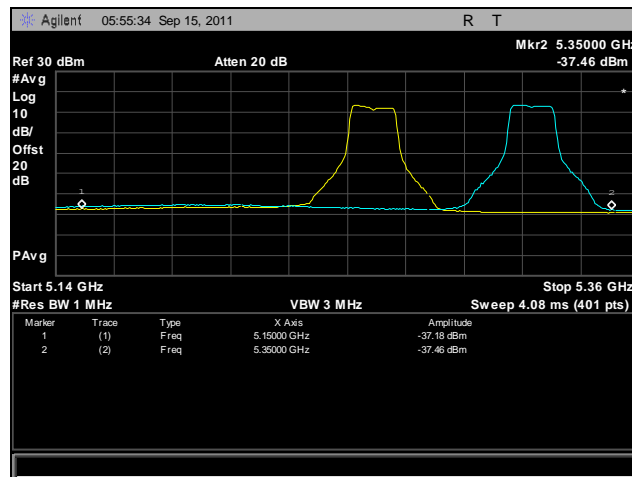 Agilent 05:55:34 Sep 15, 2011 R T
Mkr2 5.35000 GHz
Ref 30 dBm Atten 20 dB -37.46 dBm
#Avg
Log
10
dB/
Offst
20
dB
PAvg
*
1
2
Start 5.14 GHz Stop 5.36 GHz
#Res BW 1 MHz VBW 3 MHz Sweep 4.08 ms (401 pts)
Marker Trace Type X Axis Amplitude
1 (1) Freq 5.15000 GHz -37.18 dBm
2 (2) Freq 5.35000 GHz -37.46 dBm